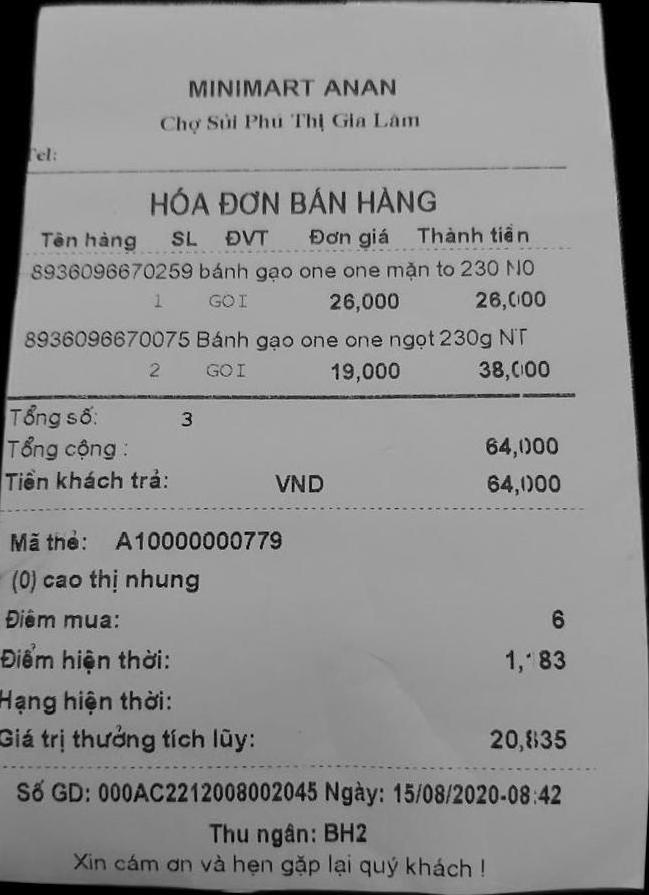 MINIMART ANAN
Chợ Sủi Phú Thị Gia Lâm
Tel:
HÓA ĐƠN BÁN HÀNG
Tên hàng SL ĐVT Đơn giá Thành tiền
8936096670259 bánh gạo one one mặn to 230 NO
1 GOI 26,000 26,000
8936096670075 Bánh gạo one one ngọt 230g NT
2 GOI 19,000 38,000
Tổng số: 3
Tổng cộng : 64,000
Tiền khách trả: VND 64,000
Mã thẻ: A10000000779
(0) cao thị nhung
Điểm mua: 6
Điểm hiện thời:
Hạng hiện thời:
Giá trị thưởng tích lũy: 20,835
Số GD: 000AC2212008002045 Ngày: 15/08/2020-08:42
Thu ngân: BH2
Xin cám ơn và hẹn gặp lại quý khách !